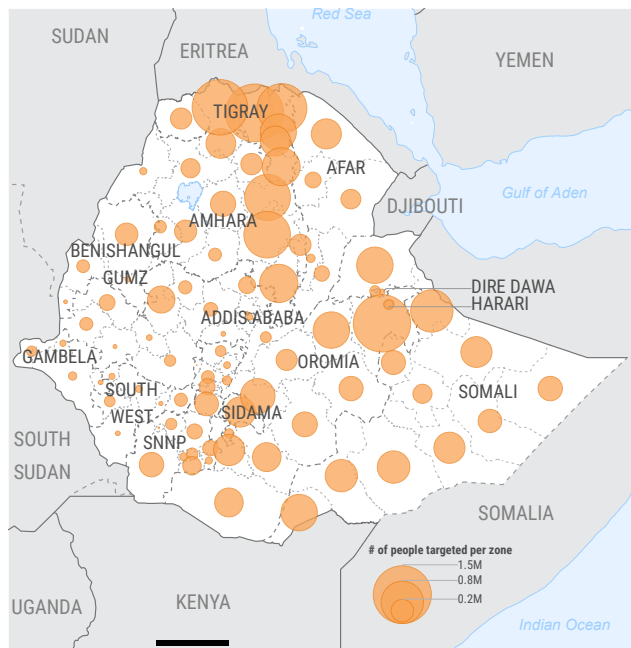 Red Sea
SUDAN
ERITREA
YEMEN
TIGRAY
AFAR
Gulf of Aden
DJIBOUTI
AMHARA
BENISHANGUL
GUMZ
DIRE DAWA
HARARI
ADDIS ABABA
GAMBELA
OROMIA
SOMALI
SOUTH
WEST
SIDAMA
SNNP
SOUTH
SUDAN
SOMALIA
# of people targeted per zone
1.5M
0.8M
0.2M
UGANDA
KENYA
Indian Ocean